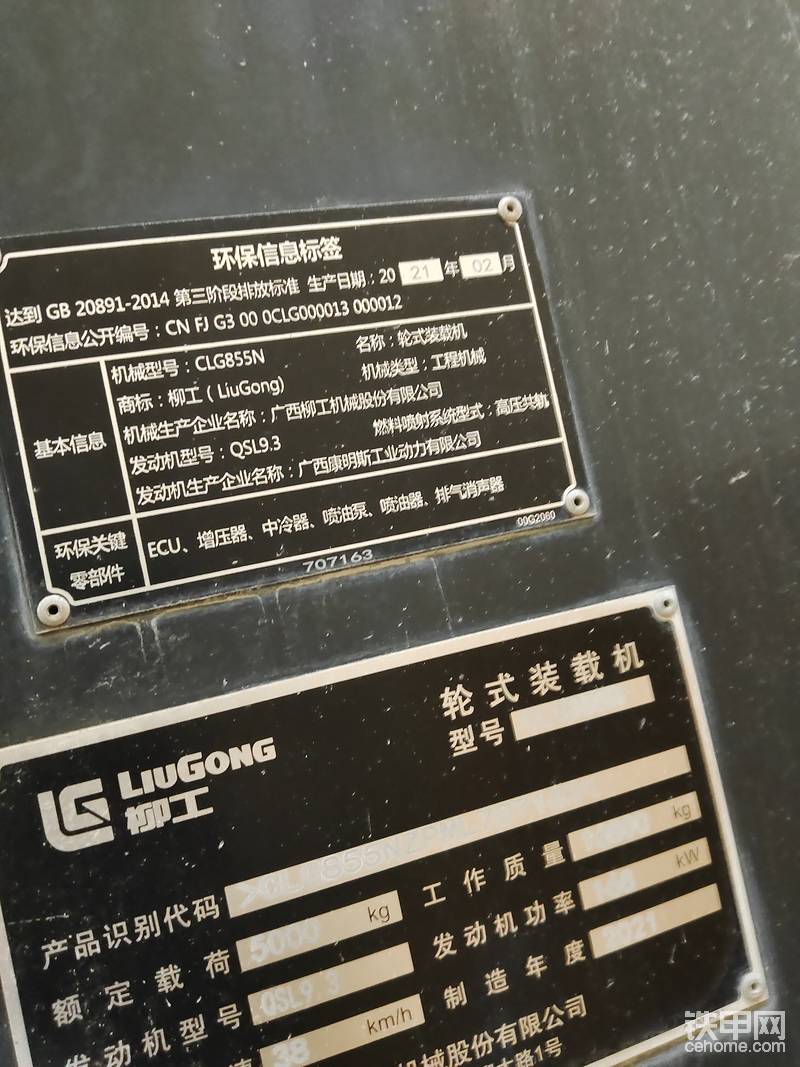 环保信息标签
达到 GB 20891-2014 第三阶段排放标准 生产日期：20 21 年 02 月
环保信息公开编号：CN FJ G3 00 0CLG000013 000012
基本信息
机械型号：CLG855N 名称：轮式装载机
商标：柳工（LiuGong） 机械类型：工程机械
机械生产企业名称：广西柳工机械股份有限公司
发动机型号：QSL9.3 燃料喷射系统型式：高压共轨
发动机生产企业名称：广西康明斯工业动力有限公司
环保关键零部件
ECU、增压器、中冷器、喷油泵、喷油器、排气消声器
707163 09G2060
轮式装载机
型号
LIUGONG
柳工
产品识别代码
额定载荷 5000 kg 工作质量 kg
发动机型号 QSL9.3 发动机功率 kW
38 km/h 制造年度 2021
机械股份有限公司
大路1号
铁甲网
cehome.com